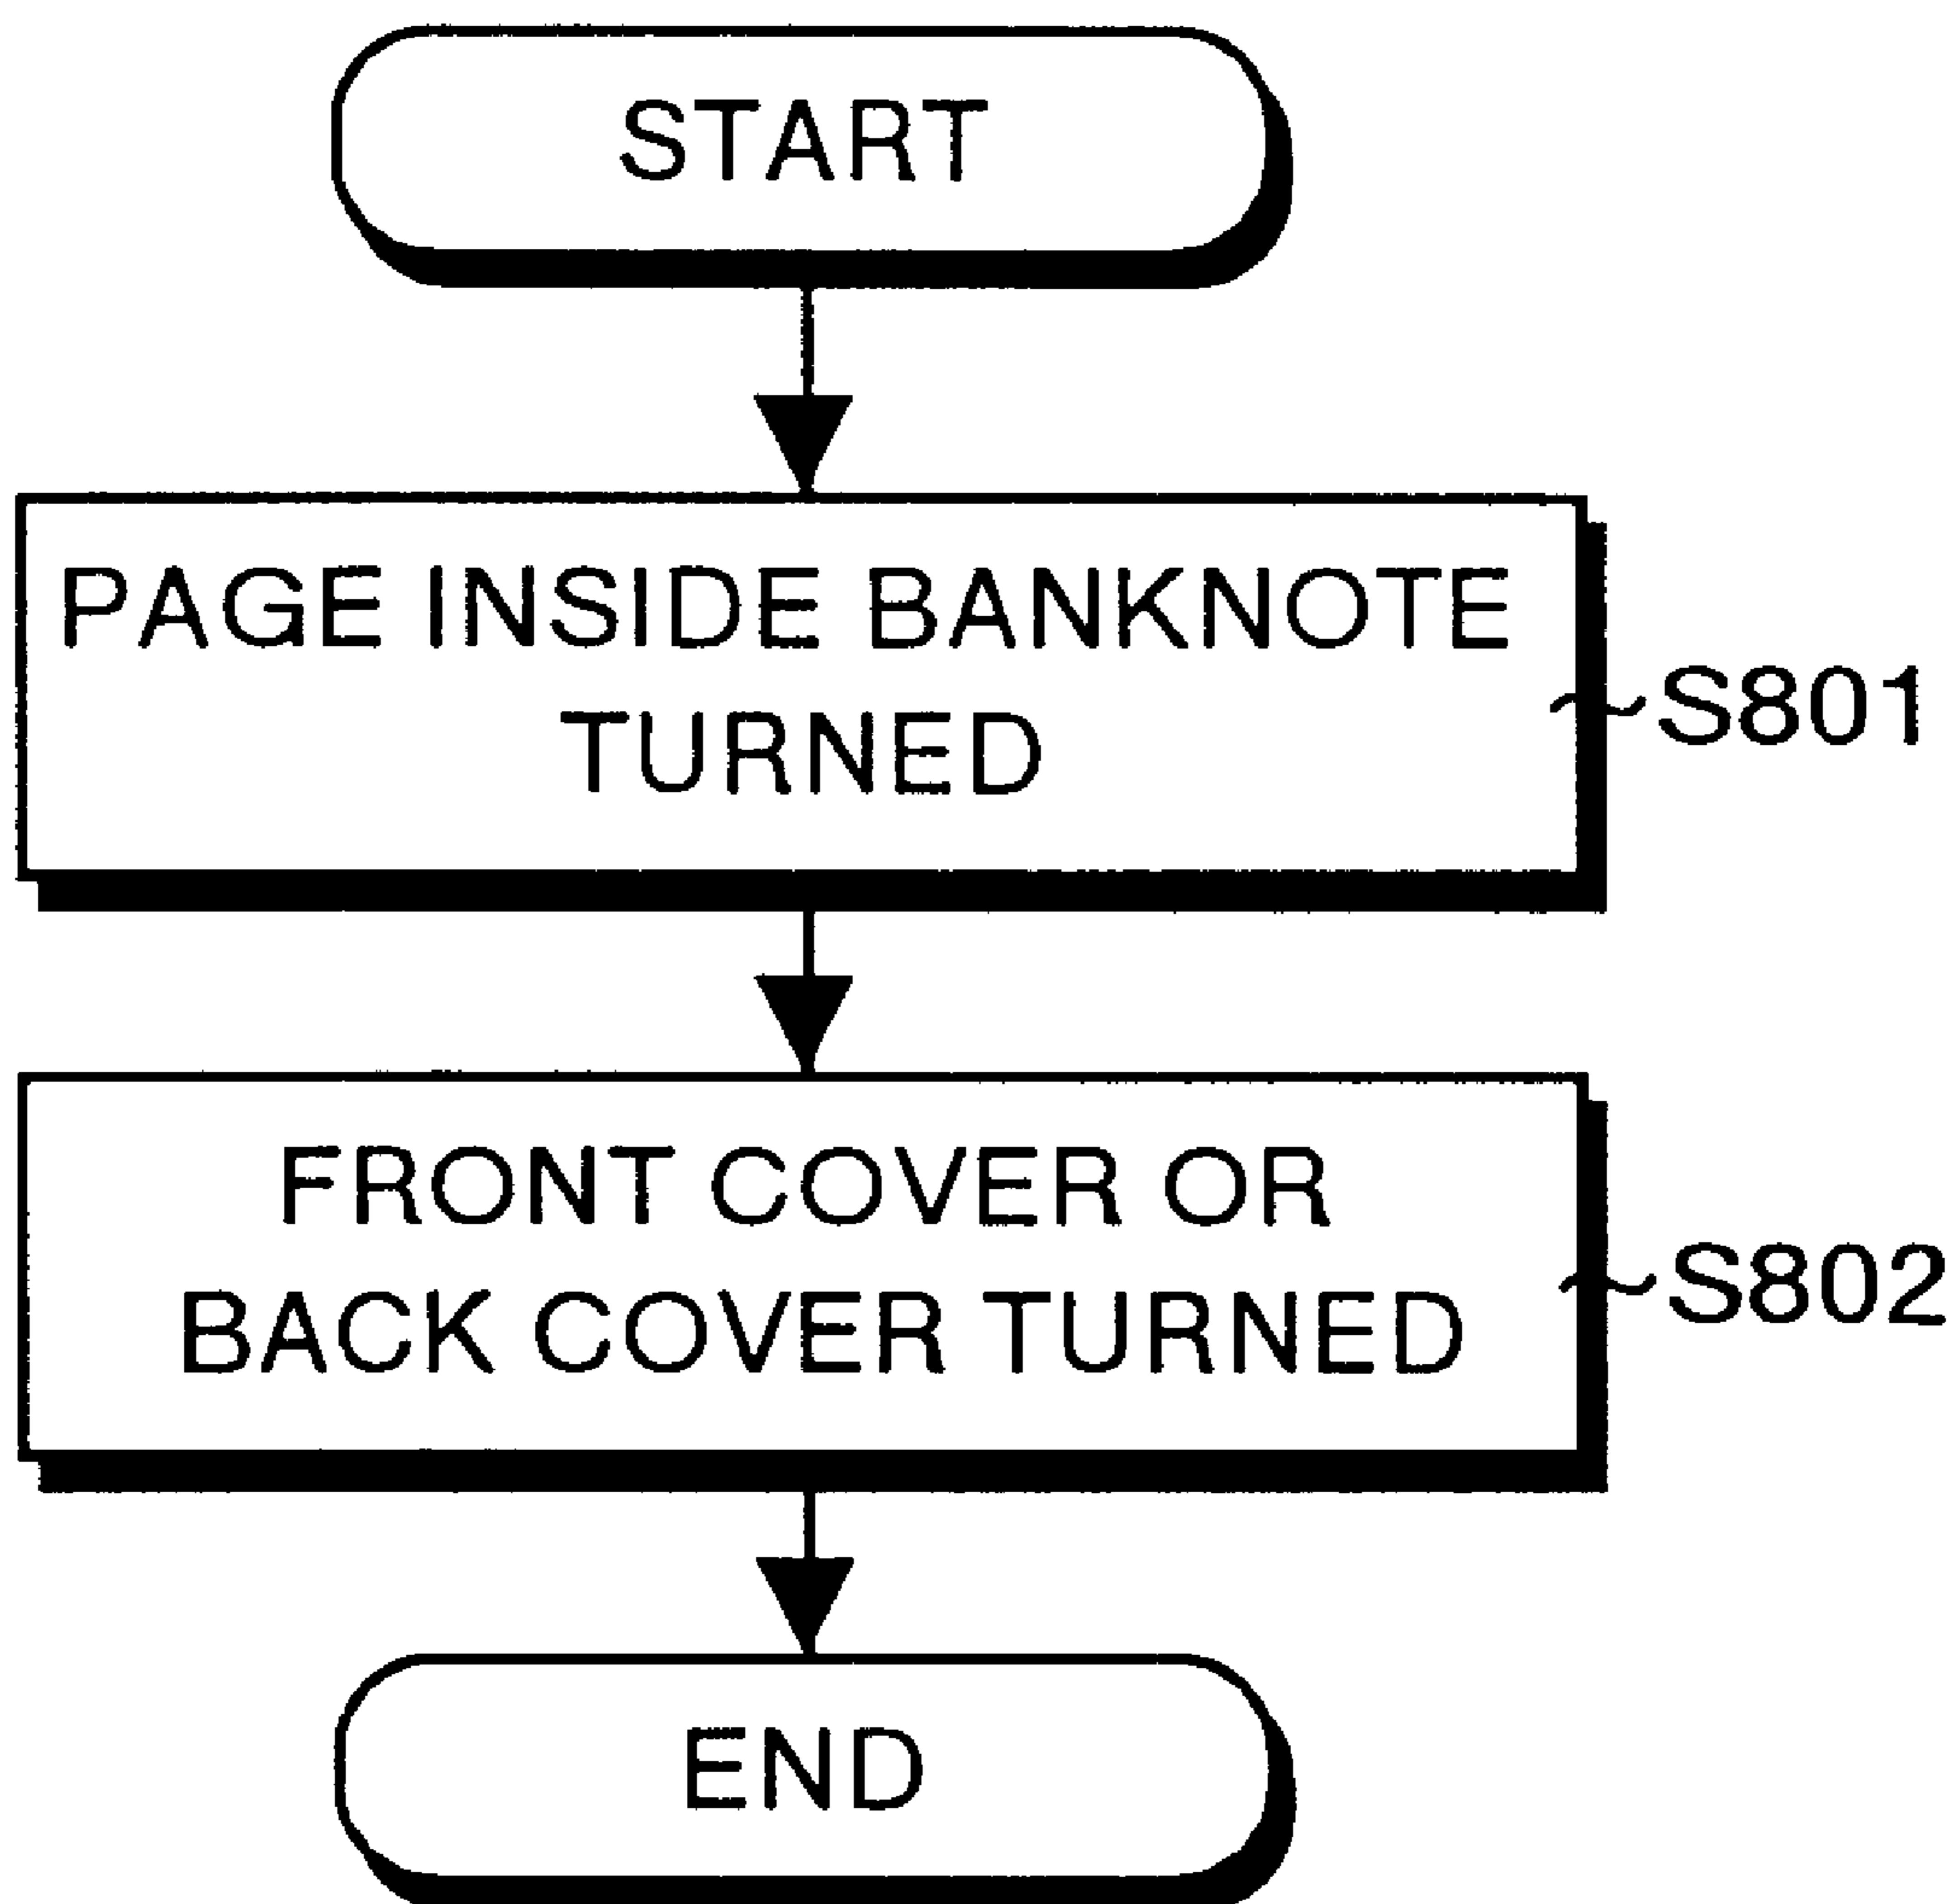 START
PAGE INSIDE BANKNOTE
TURNED
S801
FRONT COVER OR
BACK COVER TURNED
S802
END